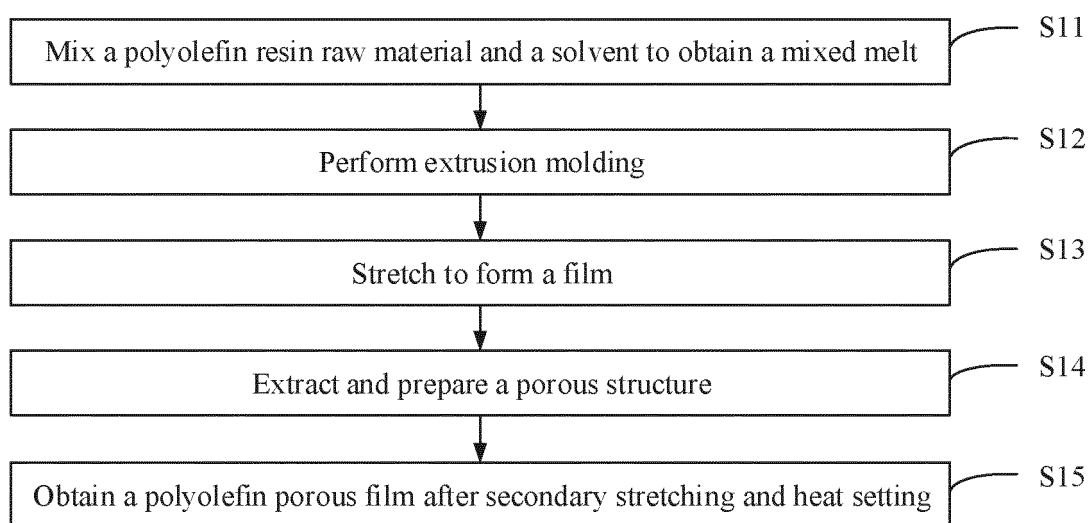 Mix a polyolefin resin raw material and a solvent to obtain a mixed melt
S11
Perform extrusion molding
S12
Stretch to form a film
S13
Extract and prepare a porous structure
S14
Obtain a polyolefin porous film after secondary stretching and heat setting
S15